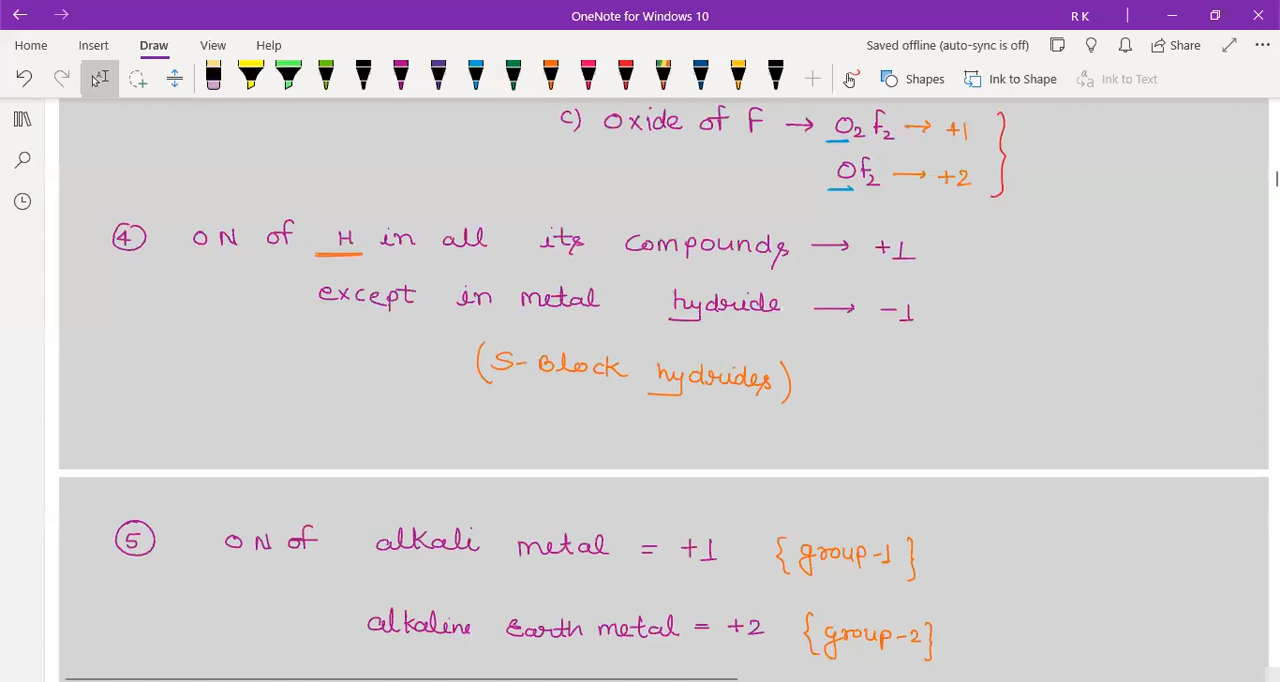 OneNote for Windows 10
R K
Home Insert Draw View Help
Saved offline (auto-sync is off) Share
Shapes Ink to Shape Ink to Text
c) Oxide of F → O₂f₂ → +1
Of₂ → +2
④ ON of H in all its compounds → +1
except in metal hydride → -1
(S-Block hydrides)
⑤ ON of alkali metal = +1 {group-1}
alkaline Earth metal = +2 {group-2}